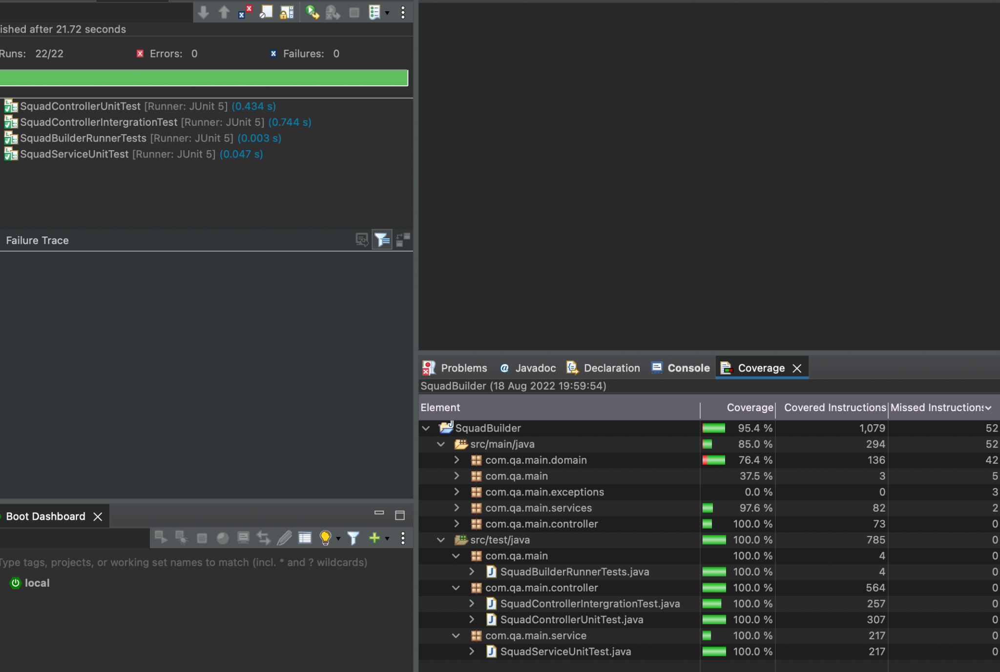 ished after 21.72 seconds
Runs: 22/22 Errors: 0 Failures: 0
SquadControllerUnitTest [Runner: JUnit 5] (0.434 s)
SquadControllerIntergrationTest [Runner: JUnit 5] (0.744 s)
SquadBuilderRunnerTests [Runner: JUnit 5] (0.003 s)
SquadServiceUnitTest [Runner: JUnit 5] (0.047 s)
Failure Trace
Boot Dashboard
Type tags, projects, or working set names to match (incl. * and ? wildcards)
local
Problems Javadoc Declaration Console Coverage
SquadBuilder (18 Aug 2022 19:59:54)
Element Coverage Covered Instructions Missed Instructions
SquadBuilder 95.4 % 1,079 52
src/main/java 85.0 % 294 52
com.qa.main.domain 76.4 % 136 42
com.qa.main 37.5 % 3 5
com.qa.main.exceptions 0.0 % 0 3
com.qa.main.services 97.6 % 82 2
com.qa.main.controller 100.0 % 73 0
src/test/java 100.0 % 785 0
com.qa.main 100.0 % 4 0
SquadBuilderRunnerTests.java 100.0 % 4 0
com.qa.main.controller 100.0 % 564 0
SquadControllerIntergrationTest.java 100.0 % 257 0
SquadControllerUnitTest.java 100.0 % 307 0
com.qa.main.service 100.0 % 217 0
SquadServiceUnitTest.java 100.0 % 217 0